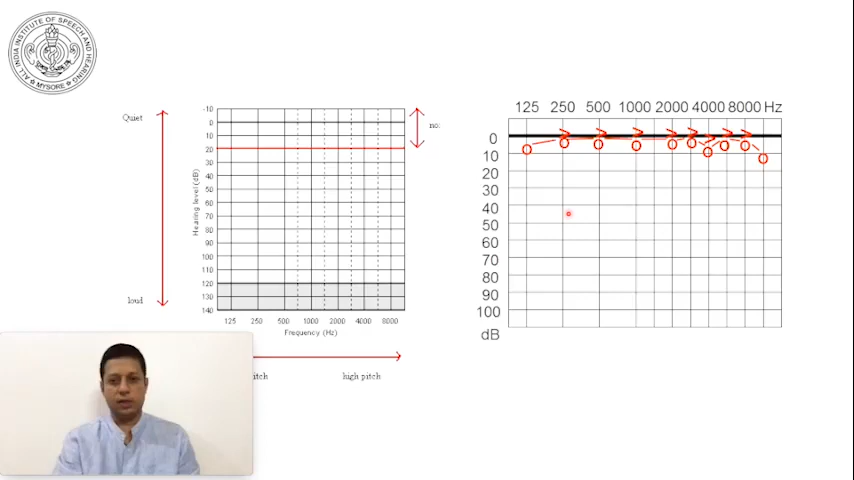 ALL INDIA INSTITUTE OF SPEECH AND HEARING
MYSORE
Quiet
loud
Hearing level (dB)
-10
0
10
20
30
40
50
60
70
80
90
100
110
120
130
140
125 250 500 1000 2000 4000 8000
Frequency (Hz)
itch
high pitch
no:
125 250 500 1000 2000 4000 8000 Hz
0
10
20
30
40
50
60
70
80
90
100
dB